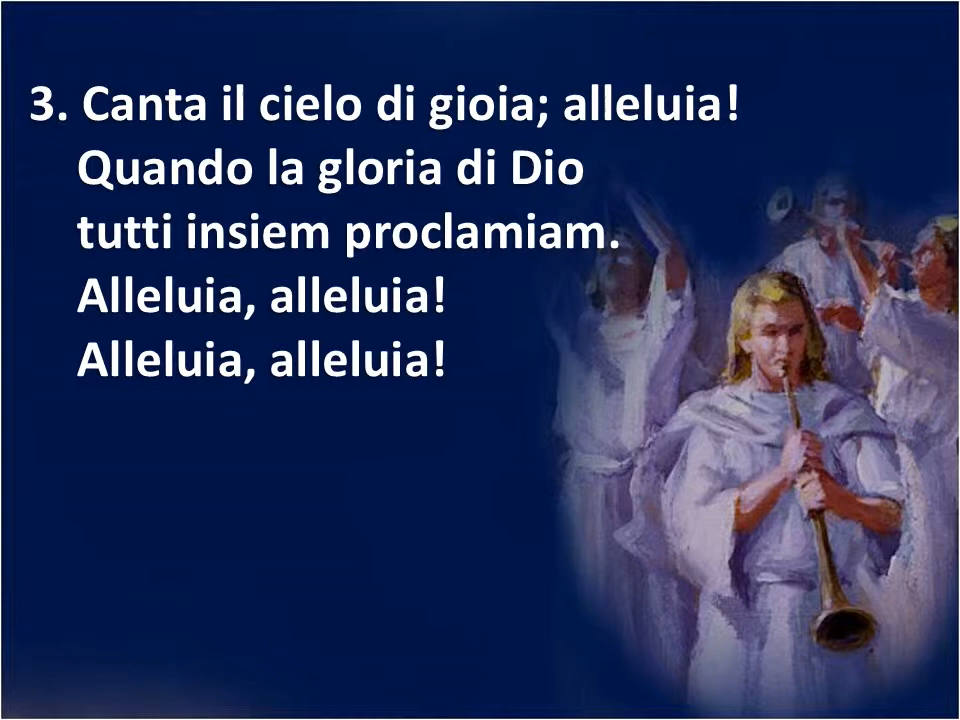 3. Canta il cielo di gioia; alleluia!
Quando la gloria di Dio
tutti insiem proclamiam.
Alleluia, alleluia!
Alleluia, alleluia!